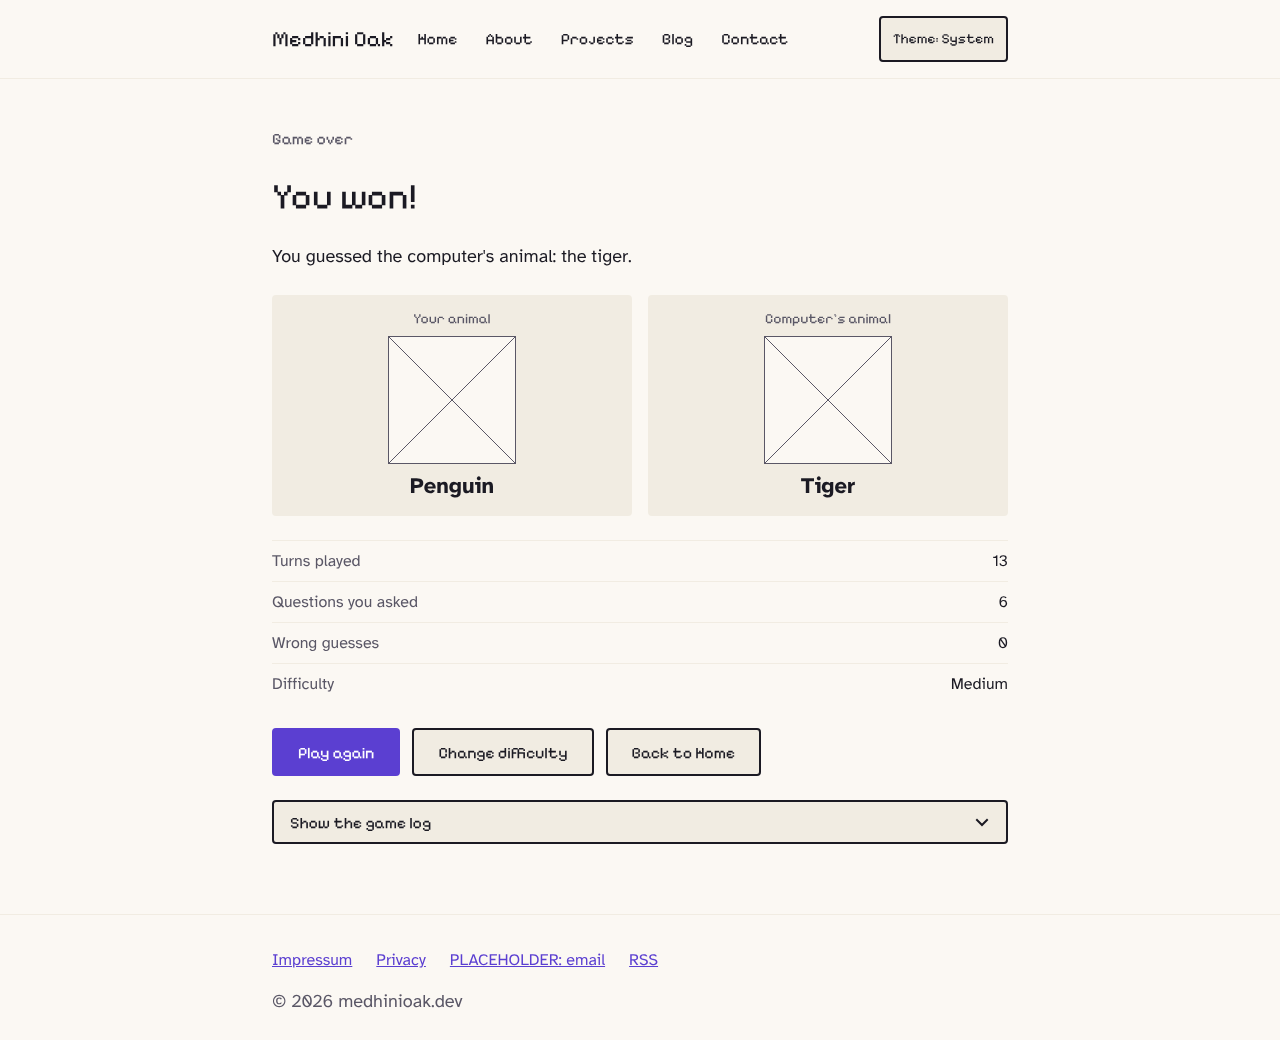 Medhini Oak Home About Projects Blog Contact Theme: System
Game over
You won!
You guessed the computer's animal: the tiger.
Your animal
Computer's animal
Penguin
Tiger
Turns played 13
Questions you asked 6
Wrong guesses 0
Difficulty Medium
Play again Change difficulty Back to Home
Show the game log
Impressum Privacy PLACEHOLDER: email RSS
© 2026 medhinioak.dev